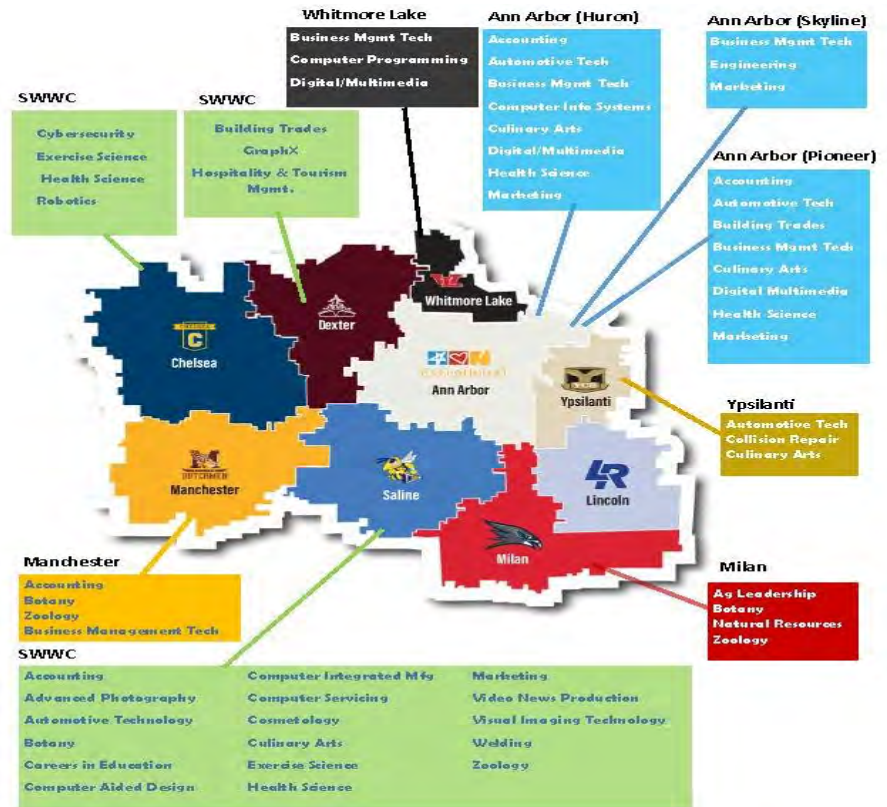 Whitmore Lake
Business Mgmt Tech
Computer Programming
Digital/Multimedia
Ann Arbor (Huron)
Accounting
Automotive Tech
Business Mgmt Tech
Computer Info Systems
Culinary Arts
Digital/Multimedia
Health Science
Marketing
Ann Arbor (Skyline)
Business Mgmt Tech
Engineering
Marketing
SWWC
Cybersecurity
Exercise Science
Health Science
Robotics
SWWC
Building Trades
GraphX
Hospitality & Tourism
Mgmt.
Ann Arbor (Pioneer)
Accounting
Automotive Tech
Building Trades
Business Mgmt Tech
Culinary Arts
Digital Multimedia
Health Science
Marketing
Whitmore Lake
Dexter
C
Chelsea
Ann Arbor
Ypsilanti
Ypsilanti
Automotive Tech
Collision Repair
Culinary Arts
M
DUTCHMEN
Manchester
Saline
LR
Lincoln
Milan
Manchester
Accounting
Botany
Zoology
Business Management Tech
Milan
Ag Leadership
Botany
Natural Resources
Zoology
SWWC
Accounting
Advanced Photography
Automotive Technology
Botany
Careers in Education
Computer Aided Design
Computer Integrated Mfg
Computer Servicing
Cosmetology
Culinary Arts
Exercise Science
Health Science
Marketing
Video News Production
Visual Imaging Technology
Welding
Zoology